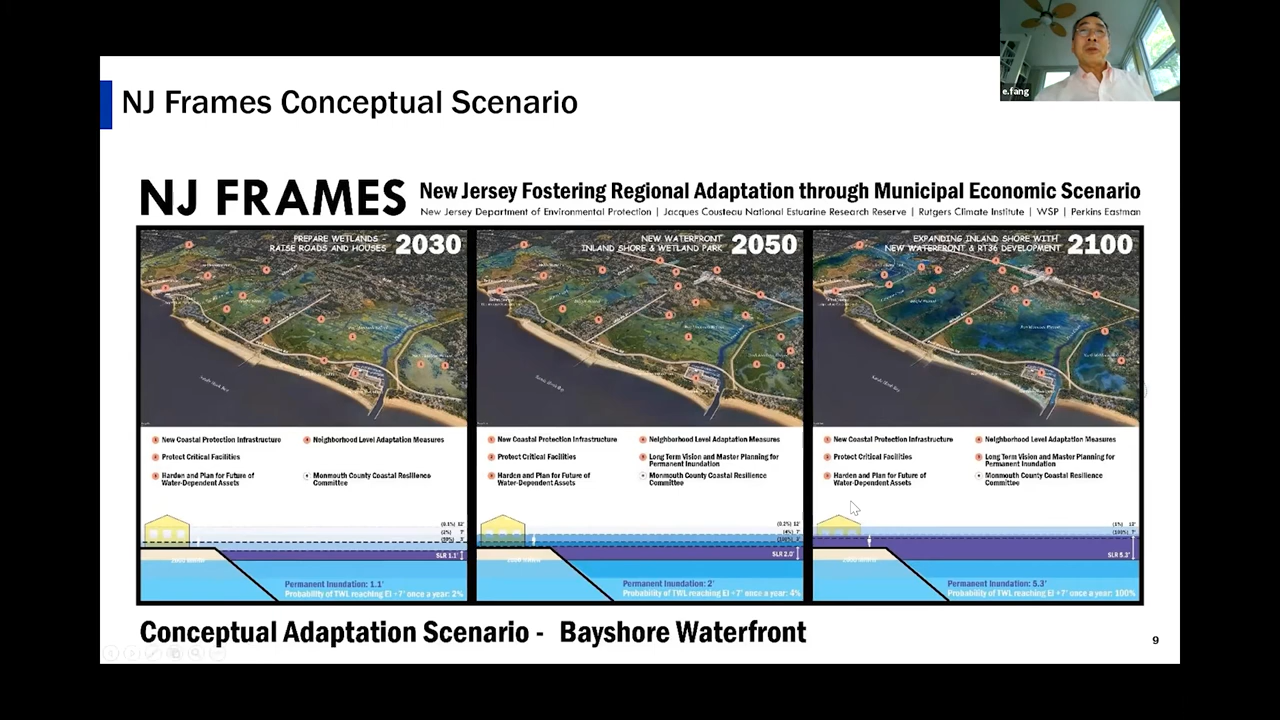 e.fang
NJ Frames Conceptual Scenario
NJ FRAMES
New Jersey Fostering Regional Adaptation through Municipal Economic Scenario
New Jersey Department of Environmental Protection | Jacques Cousteau National Estuarine Research Reserve | Rutgers Climate Institute | WSP | Perkins Eastman
PREPARE WETLANDS
RAISE ROADS AND HOUSES
2030
NEW WATERFRONT
INLAND SHORE & WETLAND PARK
2050
EXPANDING INLAND SHORE WITH
NEW WATERFRONT & RT36 DEVELOPMENT
2100
New Coastal Protection Infrastructure
Neighborhood Level Adaptation Measures
Protect Critical Facilities
Harden and Plan for Future of
Water-Dependent Assets
Monmouth County Coastal Resilience
Committee
New Coastal Protection Infrastructure
Neighborhood Level Adaptation Measures
Protect Critical Facilities
Long Term Vision and Master Planning for
Permanent Inundation
Harden and Plan for Future of
Water-Dependent Assets
Monmouth County Coastal Resilience
Committee
New Coastal Protection Infrastructure
Neighborhood Level Adaptation Measures
Protect Critical Facilities
Long Term Vision and Master Planning for
Permanent Inundation
Harden and Plan for Future of
Water-Dependent Assets
Monmouth County Coastal Resilience
Committee
SLR 1.1'
Permanent Inundation: 1.1'
Probability of TWL reaching El +7' once a year: 2%
SLR 2.0'
Permanent Inundation: 2'
Probability of TWL reaching El +7' once a year: 4%
SLR 5.3'
Permanent Inundation: 5.3'
Probability of TWL reaching El +7' once a year: 100%
Conceptual Adaptation Scenario - Bayshore Waterfront
9